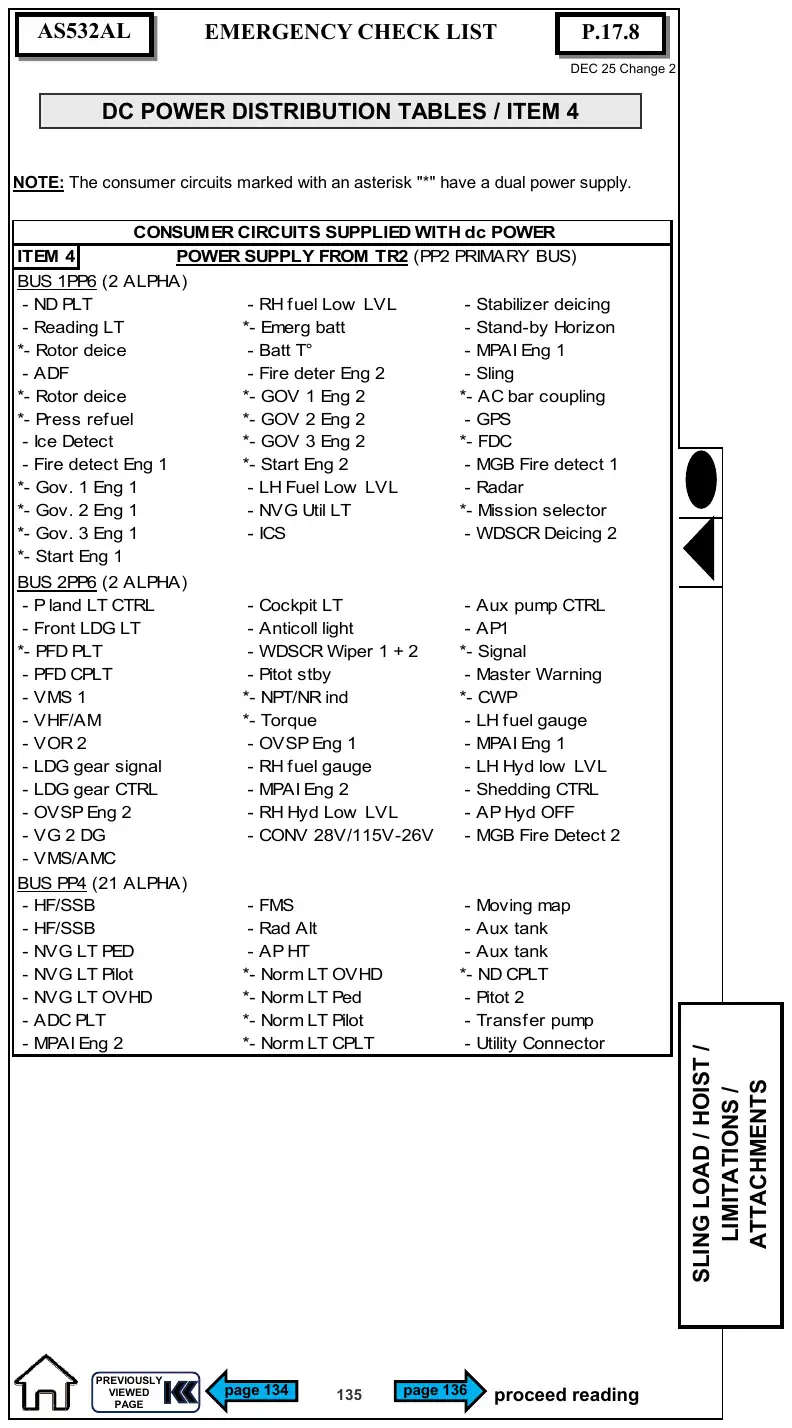 AS532AL EMERGENCY CHECK LIST P.17.8
DEC 25 Change 2
DC POWER DISTRIBUTION TABLES / ITEM 4
NOTE: The consumer circuits marked with an asterisk "*" have a dual power supply.
CONSUMER CIRCUITS SUPPLIED WITH dc POWER
ITEM 4 POWER SUPPLY FROM TR2 (PP2 PRIMARY BUS)
BUS 1PP6 (2 ALPHA)
- ND PLT - RH fuel Low LVL - Stabilizer deicing
- Reading LT *- Emerg batt - Stand-by Horizon
*- Rotor deice - Batt T° - MPAI Eng 1
- ADF - Fire deter Eng 2 - Sling
*- Rotor deice *- GOV 1 Eng 2 *- AC bar coupling
*- Press refuel *- GOV 2 Eng 2 - GPS
- Ice Detect *- GOV 3 Eng 2 *- FDC
- Fire detect Eng 1 *- Start Eng 2 - MGB Fire detect 1
*- Gov. 1 Eng 1 - LH Fuel Low LVL - Radar
*- Gov. 2 Eng 1 - NVG Util LT *- Mission selector
*- Gov. 3 Eng 1 - ICS - WDSCR Deicing 2
*- Start Eng 1
BUS 2PP6 (2 ALPHA)
- P land LT CTRL - Cockpit LT - Aux pump CTRL
- Front LDG LT - Anticoll light - AP1
*- PFD PLT - WDSCR Wiper 1 + 2 *- Signal
- PFD CPLT - Pitot stby - Master Warning
- VMS 1 *- NPT/NR ind *- CWP
- VHF/AM *- Torque - LH fuel gauge
- VOR 2 - OVSP Eng 1 - MPAI Eng 1
- LDG gear signal - RH fuel gauge - LH Hyd low LVL
- LDG gear CTRL - MPAI Eng 2 - Shedding CTRL
- OVSP Eng 2 - RH Hyd Low LVL - AP Hyd OFF
- VG 2 DG - CONV 28V/115V-26V - MGB Fire Detect 2
- VMS/AMC
BUS PP4 (21 ALPHA)
- HF/SSB - FMS - Moving map
- HF/SSB - Rad Alt - Aux tank
- NVG LT PED - AP HT - Aux tank
- NVG LT Pilot *- Norm LT OVHD *- ND CPLT
- NVG LT OVHD *- Norm LT Ped - Pitot 2
- ADC PLT *- Norm LT Pilot - Transfer pump
- MPAI Eng 2 *- Norm LT CPLT - Utility Connector
SLING LOAD / HOIST /
LIMITATIONS /
ATTACHMENTS
PREVIOUSLY
VIEWED
PAGE
page 134 135 page 136 proceed reading